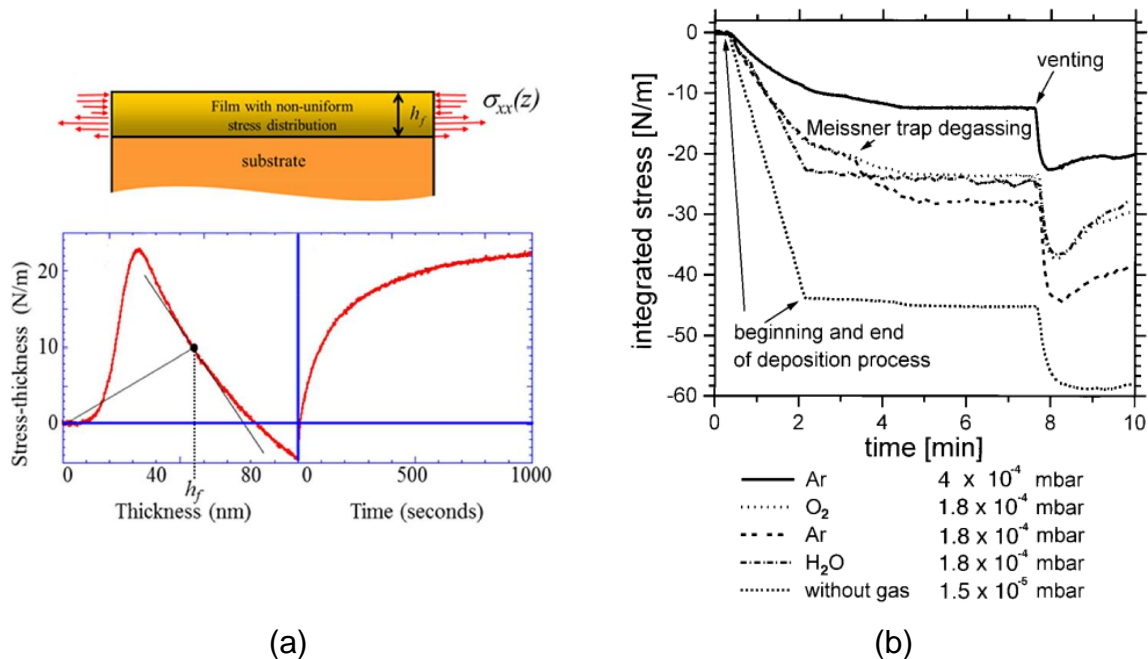 Film with non-uniform
stress distribution
h_f
σ_xx(z)
substrate
Stress-thickness (N/m)
20
10
0
0
40
80
0
500
1000
h_f
Thickness (nm)
Time (seconds)
(a)
integrated stress [N/m]
0
-10
-20
-30
-40
-50
-60
venting
Meissner trap degassing
beginning and end
of deposition process
0
2
4
6
8
10
time [min]
Ar 4 x 10⁻⁴ mbar
O₂ 1.8 x 10⁻⁴ mbar
Ar 1.8 x 10⁻⁴ mbar
H₂O 1.8 x 10⁻⁴ mbar
without gas 1.5 x 10⁻⁵ mbar
(b)